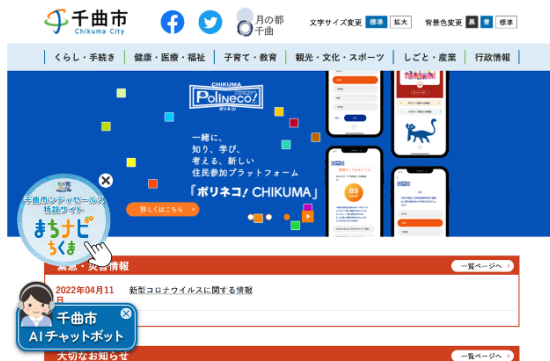 千曲市
Chikuma City
月の都
千曲
文字サイズ変更 標準 拡大
背景色変更 黒 青 標準
くらし・手続き
健康・医療・福祉
子育て・教育
観光・文化・スポーツ
しごと・産業
行政情報
CHIKUMA
Polineco!
ポリネコ!
一緒に、
知り、学び、
考える、新しい
住民参加プラットフォーム
「ポリネコ! CHIKUMA」
詳しくはこちら
千曲市シティセールス
特設サイト
まちナビ
ちくま
緊急・災害情報
一覧ページへ
2022年04月11日
新型コロナウイルスに関する情報
千曲市
AIチャットボット
大切なお知らせ
一覧ページへ